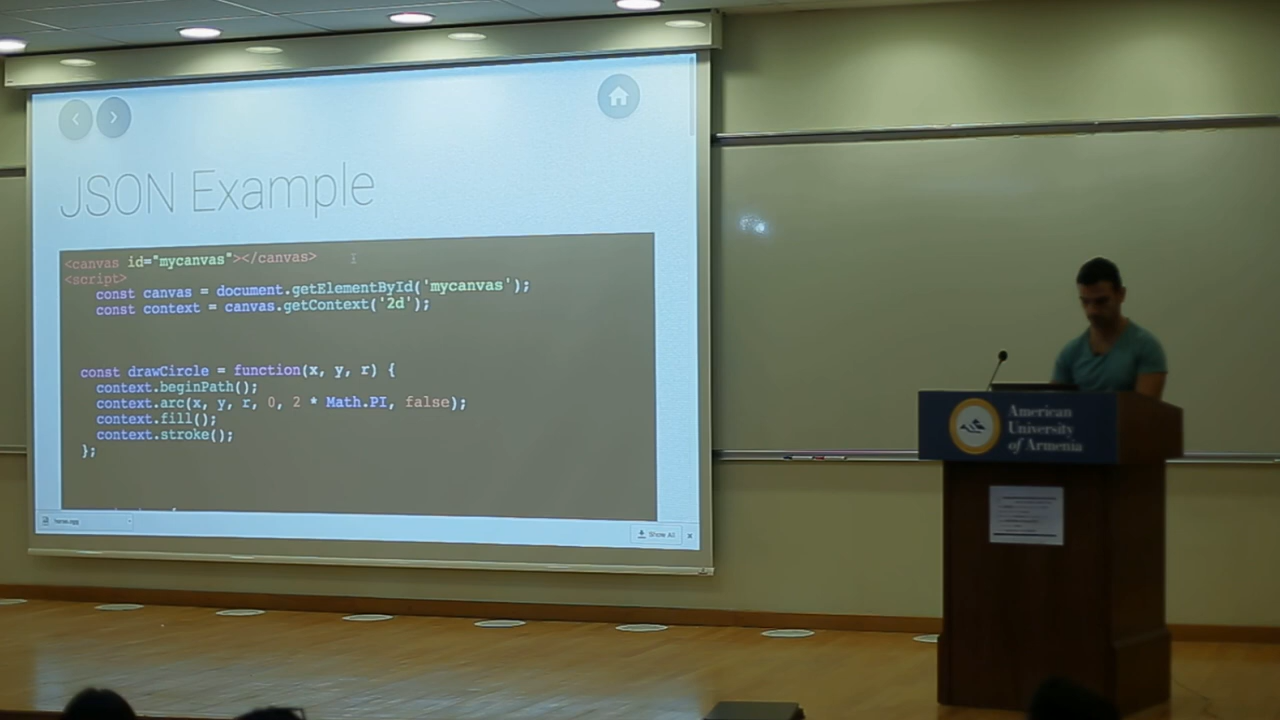 JSON Example
<canvas id="mycanvas"></canvas>
<script>
const canvas = document.getElementById('mycanvas');
const context = canvas.getContext('2d');
const drawCircle = function(x, y, r) {
context.beginPath();
context.arc(x, y, r, 0, 2 * Math.PI, false);
context.fill();
context.stroke();
};
Show All
American
University
of Armenia